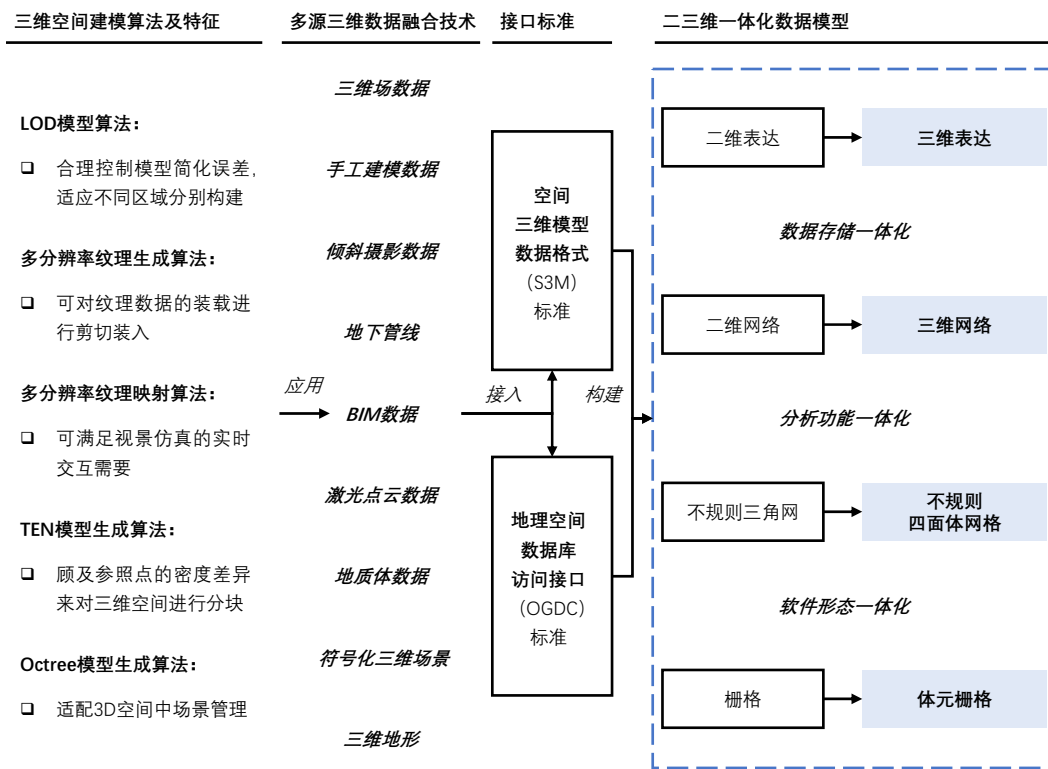 三维空间建模算法及特征
多源三维数据融合技术
接口标准
二三维一体化数据模型
LOD模型算法：
合理控制模型简化误差,
适应不同区域分别构建
多分辨率纹理生成算法：
可对纹理数据的装载进
行剪切装入
多分辨率纹理映射算法：
可满足视景仿真的实时
交互需要
TEN模型生成算法：
顾及参照点的密度差异
来对三维空间进行分块
Octree模型生成算法：
适配3D空间中场景管理
应用
三维场数据
手工建模数据
倾斜摄影数据
地下管线
BIM数据
激光点云数据
地质体数据
符号化三维场景
三维地形
接入
空间
三维模型
数据格式
（S3M）
标准
地理空间
数据库
访问接口
（OGDC）
标准
构建
二维表达
三维表达
数据存储一体化
二维网络
三维网络
分析功能一体化
不规则三角网
不规则
四面体网格
软件形态一体化
栅格
体元栅格